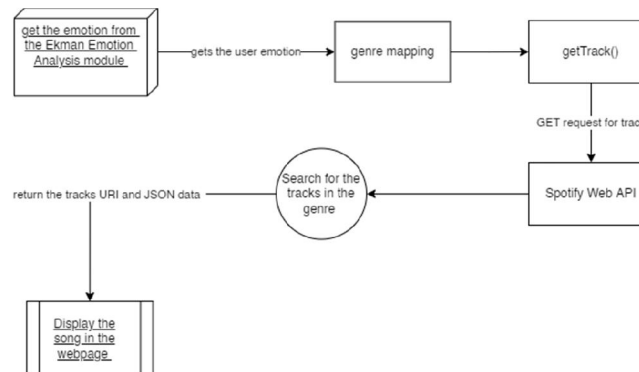 get the emotion from
the Ekman Emotion
Analysis module
gets the user emotion
genre mapping
getTrack()
GET request for trac
Spotify Web API
Search for the
tracks in the
genre
return the tracks URI and JSON data
Display the
song in the
webpage